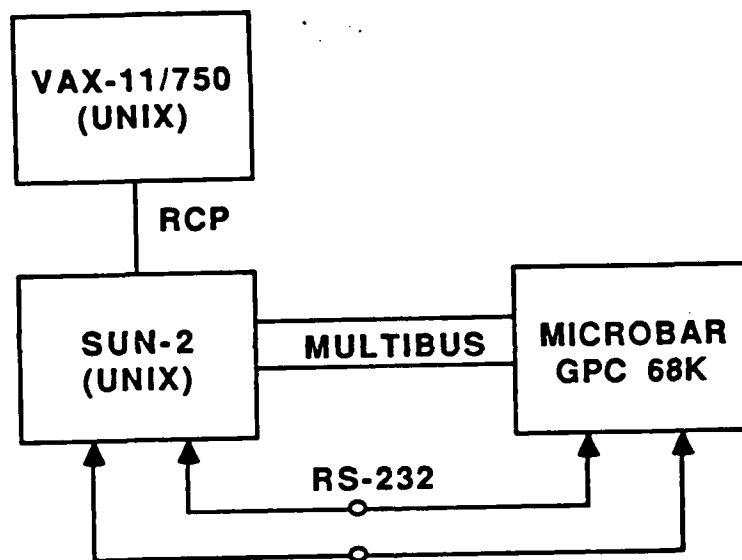 VAX-11/750
(UNIX)
RCP
SUN-2
(UNIX)
MULTIBUS
MICROBAR
GPC 68K
RS-232